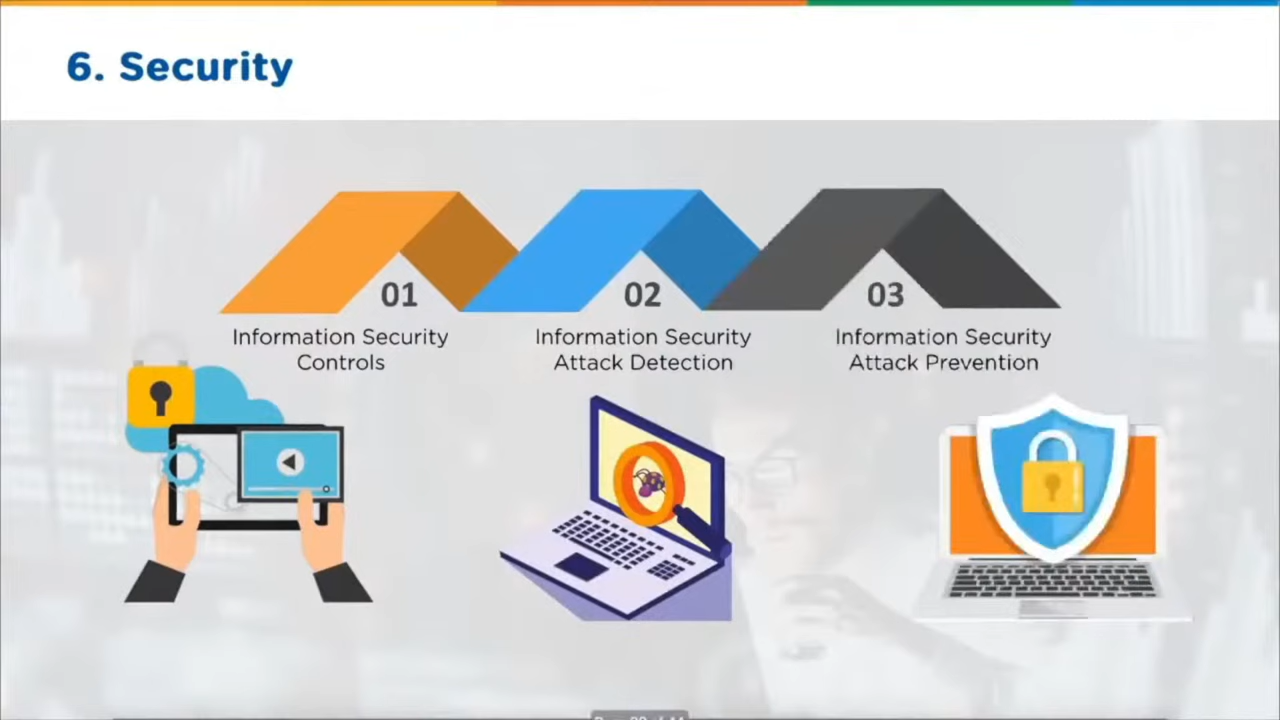 6. Security
01
Information Security
Controls
02
Information Security
Attack Detection
03
Information Security
Attack Prevention